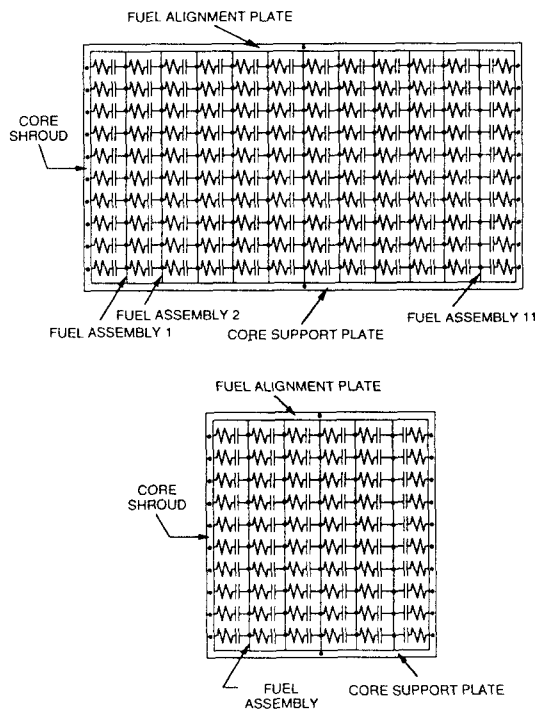 FUEL ALIGNMENT PLATE
CORE
SHROUD
FUEL ASSEMBLY 1
FUEL ASSEMBLY 2
CORE SUPPORT PLATE
FUEL ASSEMBLY 11
FUEL ALIGNMENT PLATE
CORE
SHROUD
FUEL
ASSEMBLY
CORE SUPPORT PLATE